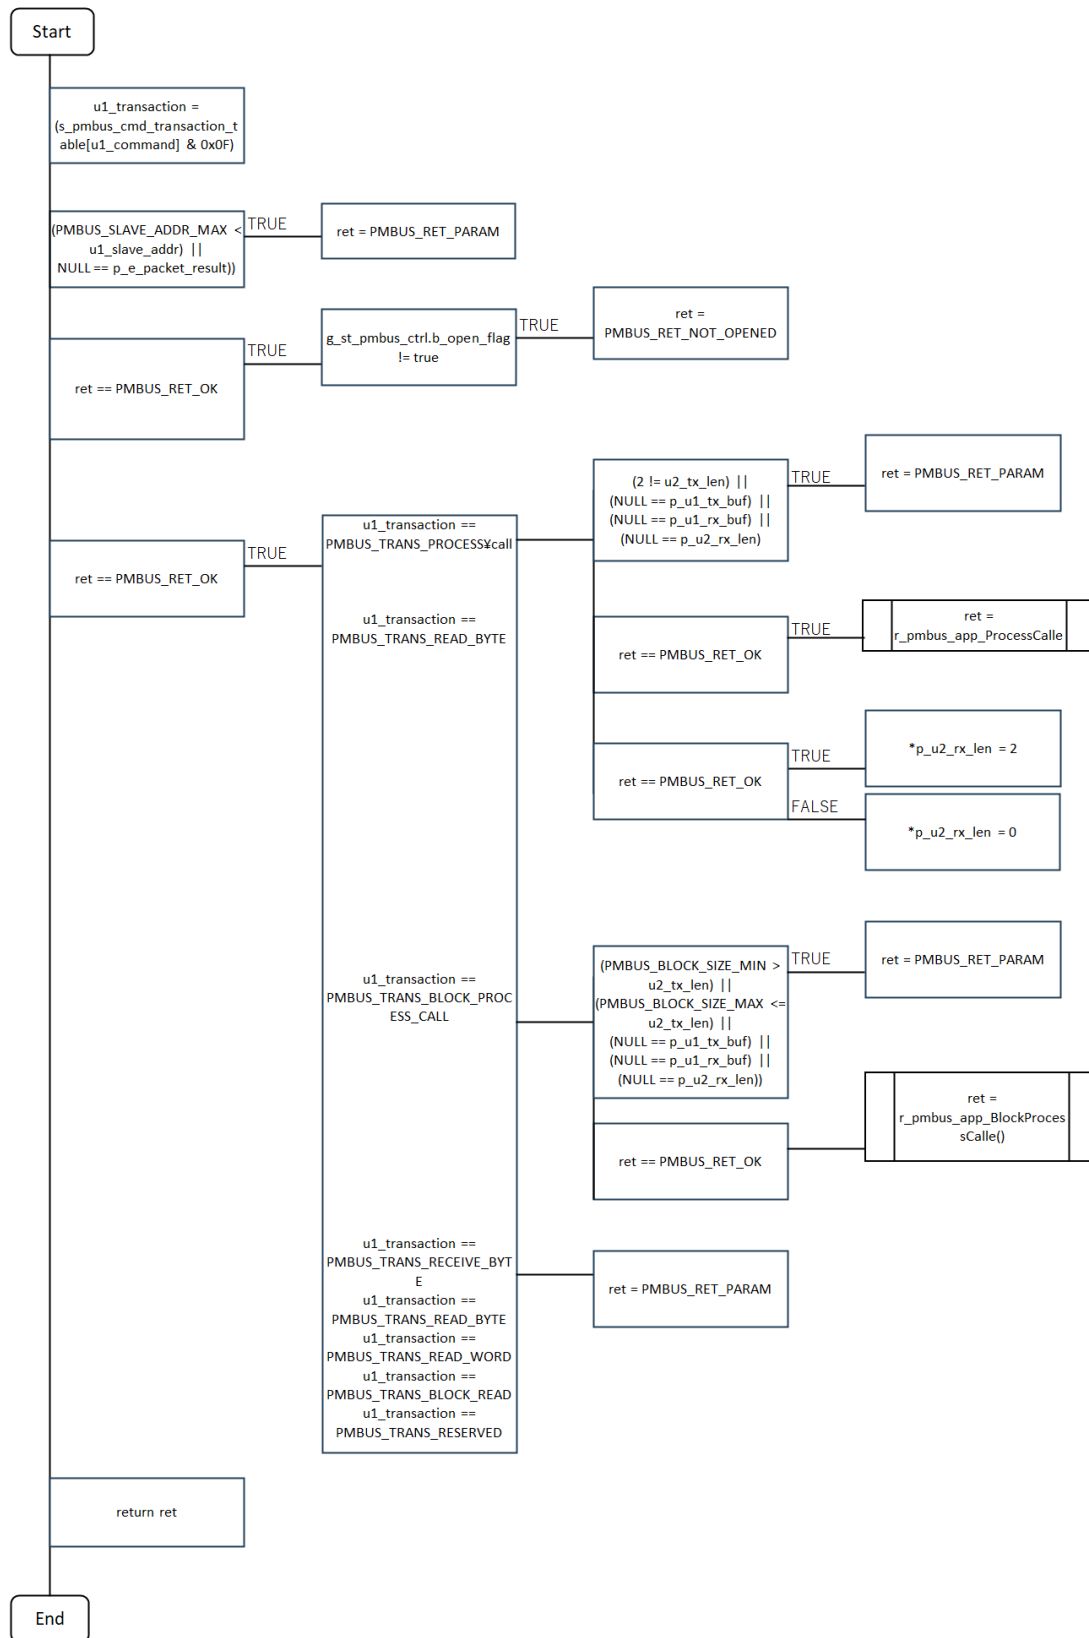 Start
u1_transaction =
(s_pmbus_cmd_transaction_t
able[u1_command] & 0x0F)
(PMBUS_SLAVE_ADDR_MAX <
u1_slave_addr) ||
NULL == p_e_packet_result))
TRUE
ret = PMBUS_RET_PARAM
ret == PMBUS_RET_OK
TRUE
g_st_pmbus_ctrl.b_open_flag
!= true
TRUE
ret =
PMBUS_RET_NOT_OPENED
ret == PMBUS_RET_OK
TRUE
u1_transaction ==
PMBUS_TRANS_PROCESS¥call
(2 != u2_tx_len) ||
(NULL == p_u1_tx_buf) ||
(NULL == p_u1_rx_buf) ||
(NULL == p_u2_rx_len)
TRUE
ret = PMBUS_RET_PARAM
u1_transaction ==
PMBUS_TRANS_READ_BYTE
ret == PMBUS_RET_OK
TRUE
ret =
r_pmbus_app_ProcessCalle
ret == PMBUS_RET_OK
TRUE
*p_u2_rx_len = 2
FALSE
*p_u2_rx_len = 0
u1_transaction ==
PMBUS_TRANS_BLOCK_PROC
ESS_CALL
(PMBUS_BLOCK_SIZE_MIN >
u2_tx_len) ||
(PMBUS_BLOCK_SIZE_MAX <=
u2_tx_len) ||
(NULL == p_u1_tx_buf) ||
(NULL == p_u1_rx_buf) ||
(NULL == p_u2_rx_len))
TRUE
ret = PMBUS_RET_PARAM
ret == PMBUS_RET_OK
ret =
r_pmbus_app_BlockProces
sCalle()
u1_transaction ==
PMBUS_TRANS_RECEIVE_BYT
E
u1_transaction ==
PMBUS_TRANS_READ_BYTE
u1_transaction ==
PMBUS_TRANS_READ_WORD
u1_transaction ==
PMBUS_TRANS_BLOCK_READ
u1_transaction ==
PMBUS_TRANS_RESERVED
ret = PMBUS_RET_PARAM
return ret
End